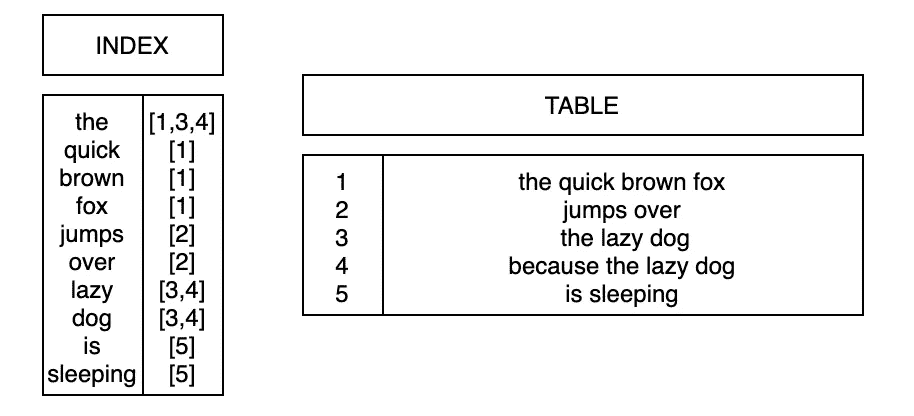 INDEX
the [1,3,4]
quick [1]
brown [1]
fox [1]
jumps [2]
over [2]
lazy [3,4]
dog [3,4]
is [5]
sleeping [5]
TABLE
1 the quick brown fox
2 jumps over
3 the lazy dog
4 because the lazy dog
5 is sleeping